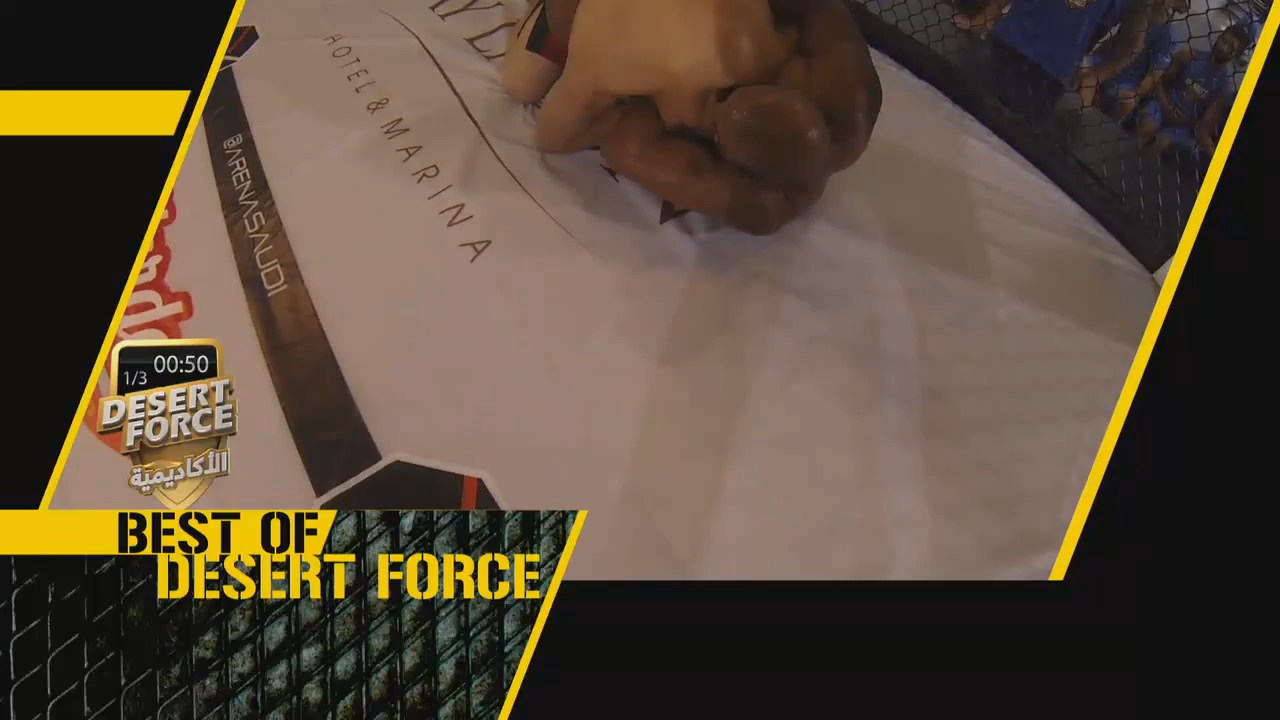 HOTEL & MARINA
@ARENASAUDI
00:50
1/3
DESERT
FORCE
الأكاديمية
BEST OF
DESERT FORCE